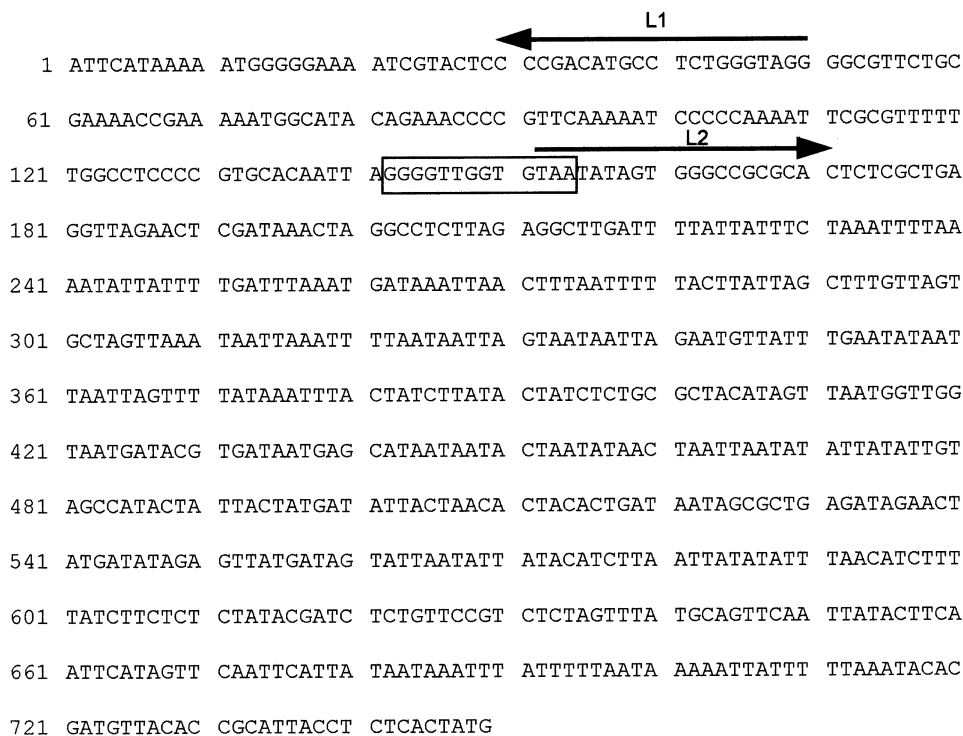 L1
1 ATTCATAAAA ATGGGGGAAA ATCGTACTCC CCGACATGCC TCTGGGTAGG GGCGTTCTGC
61 GAAAACCGAA AAATGGCATA CAGAAACCCC GTTCAAAAAT CCCCCAAAAT TCGCGTTTTT
L2
121 TGGCCTCCCC GTGCACAATT AGGGGTTGGT GTAATATAGT GGGCCGCGCA CTCTCGCTGA
181 GGTTAGAACT CGATAAACTA GGCCTCTTAG AGGCTTGATT TTATTATTTC TAAATTTTAA
241 AATATTATTT TGATTTAAAT GATAAATTAA CTTTAATTTT TACTTATTAG CTTTGTTAGT
301 GCTAGTTAAA TAATTAAATT TTAATAATTA GTAATAATTA GAATGTTATT TGAATATAAT
361 TAATTAGTTT TATAAATTTA CTATCTTATA CTATCTCTGC GCTACATAGT TAATGGTTGG
421 TAATGATACG TGATAATGAG CATAATAATA CTAATATAAC TAATTAATAT ATTATATTGT
481 AGCCATACTA TTACTATGAT ATTACTAACA CTACACTGAT AATAGCGCTG AGATAGAACT
541 ATGATATAGA GTTATGATAG TATTAATATT ATACATCTTA ATTATATATT TAACATCTTT
601 TATCTTCTCT CTATACGATC TCTGTTCCGT CTCTAGTTTA TGCAGTTCAA TTATACTTCA
661 ATTCATAGTT CAATTCATTA TAATAAATTT ATTTTTAATA AAAATTATTT TTAAATACAC
721 GATGTTACAC CGCATTACCT CTCACTATG